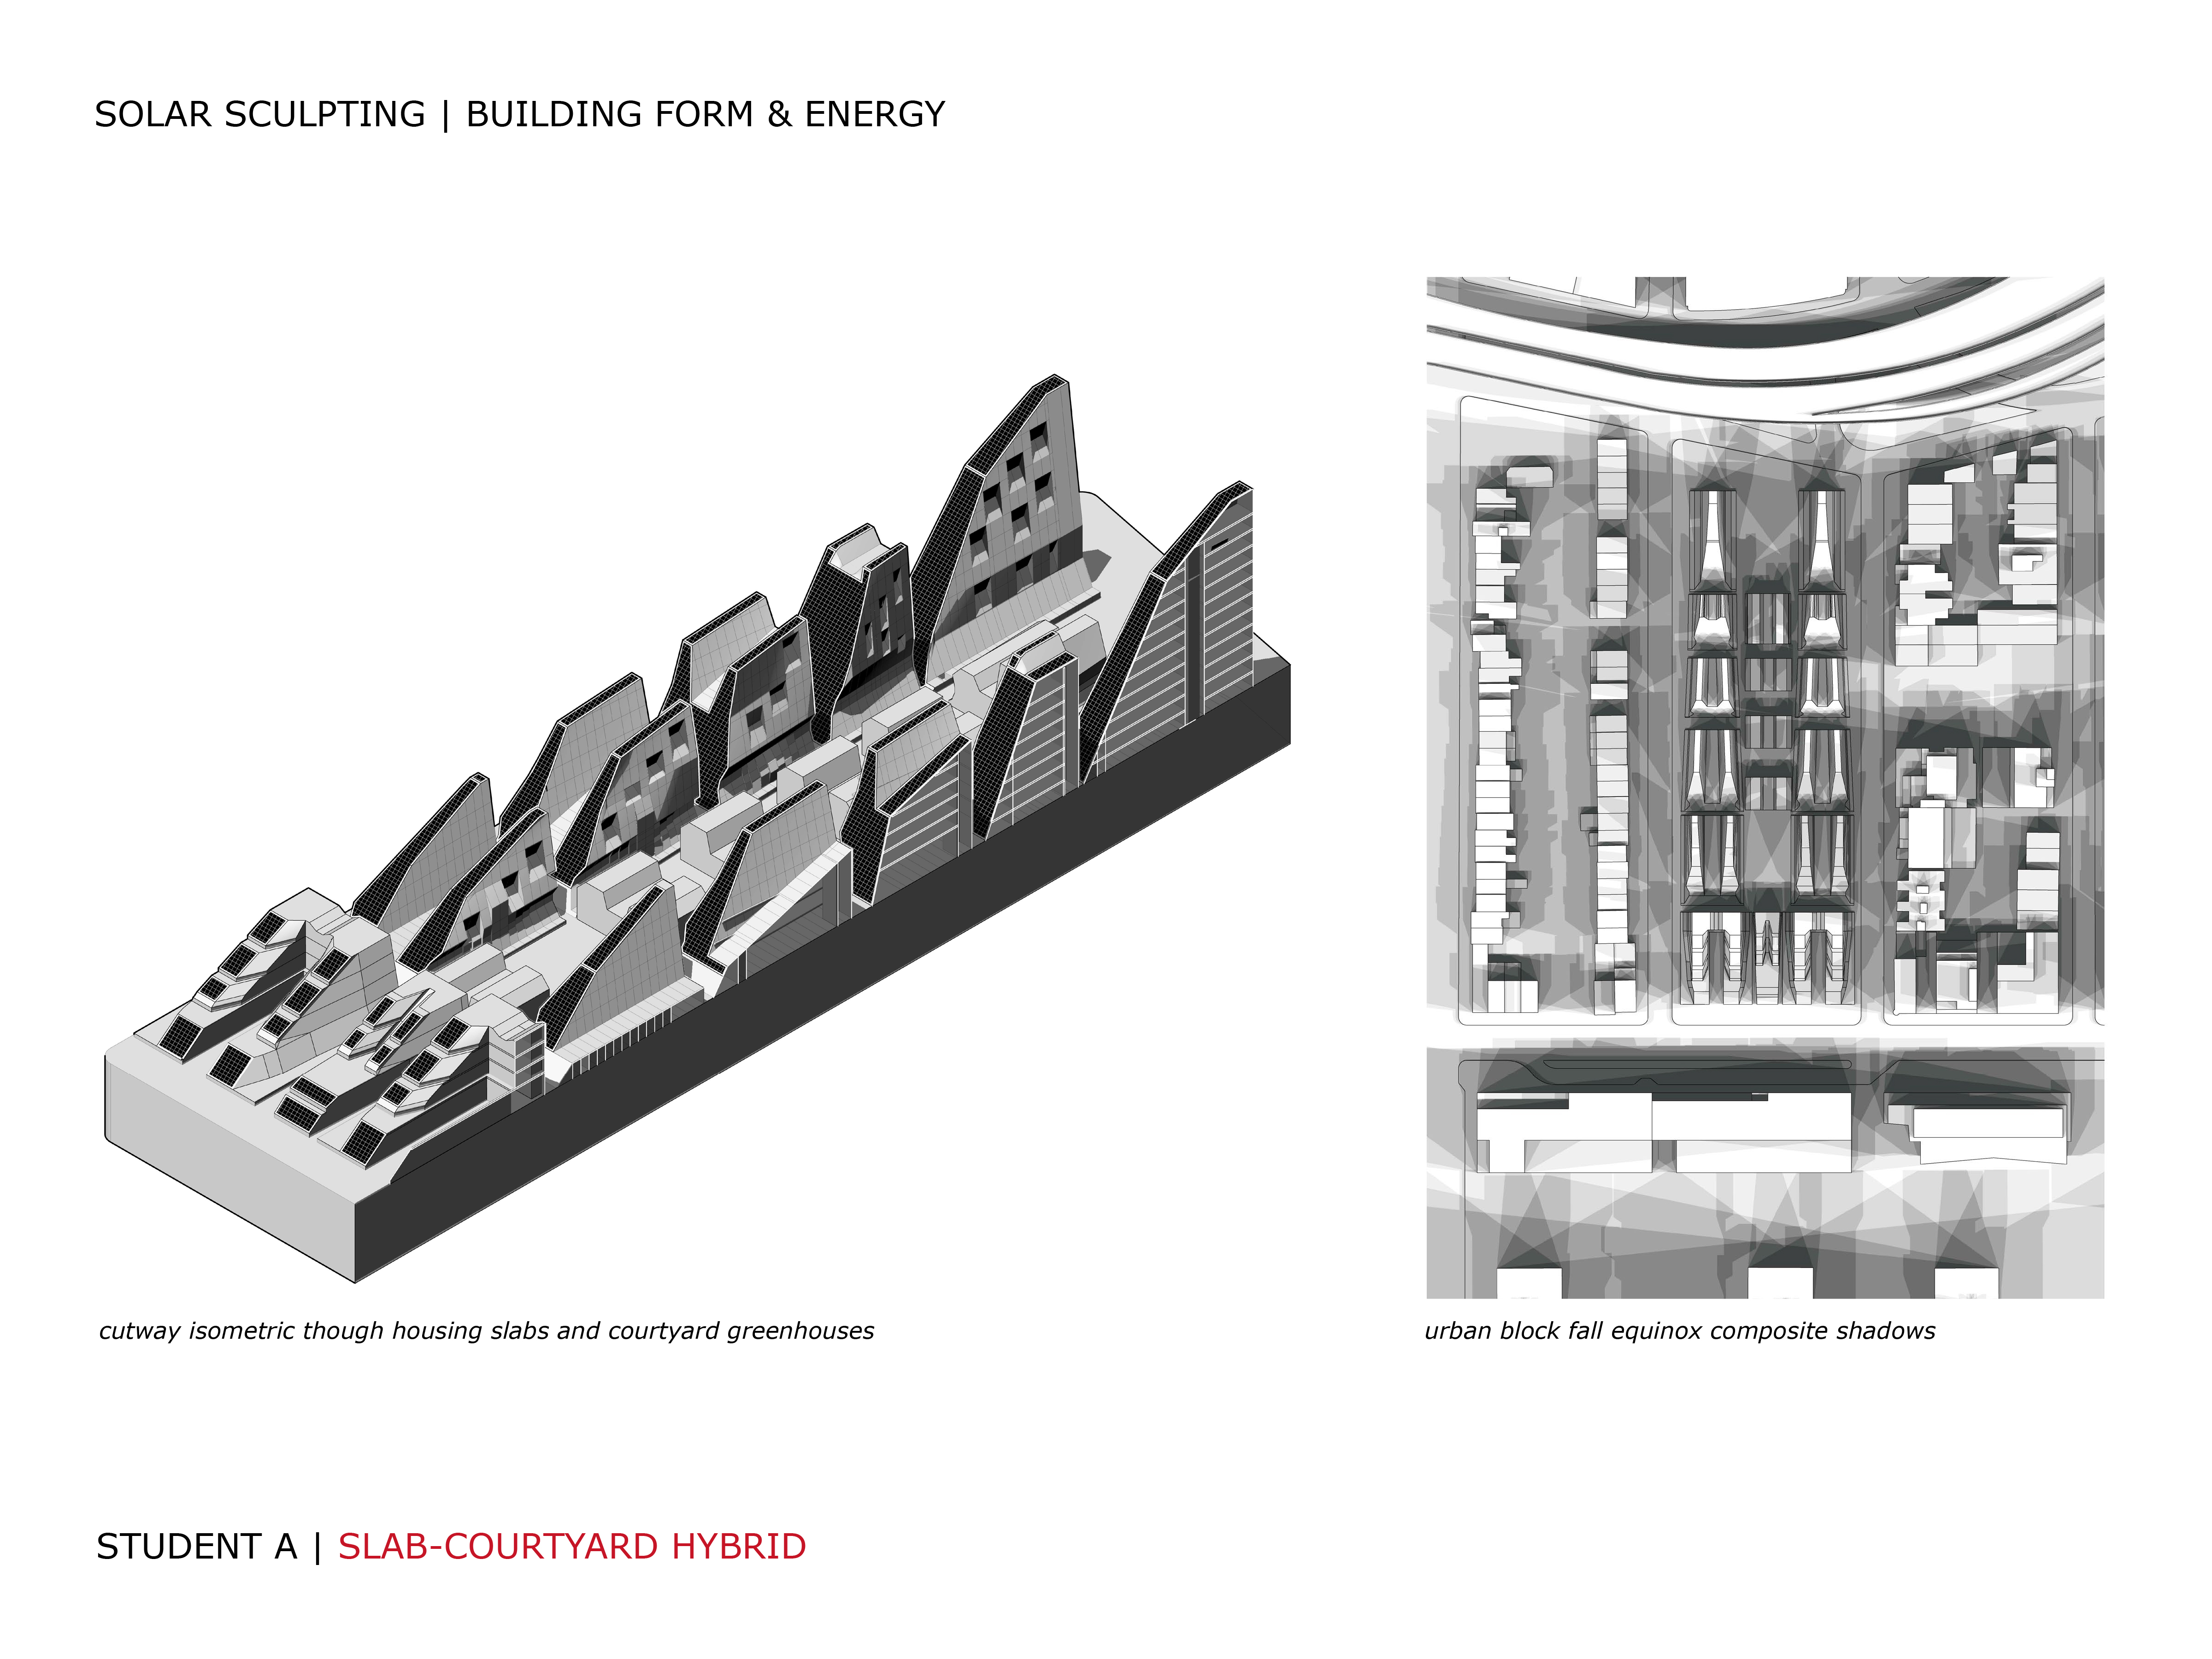 SOLAR SCULPTING | BUILDING FORM & ENERGY
cutway isometric though housing slabs and courtyard greenhouses
urban block fall equinox composite shadows
STUDENT A | SLAB-COURTYARD HYBRID